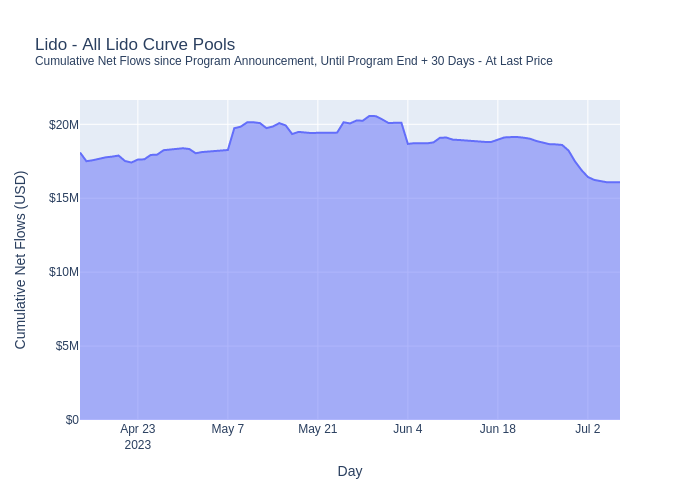 Lido - All Lido Curve Pools
Cumulative Net Flows since Program Announcement, Until Program End + 30 Days - At Last Price
Cumulative Net Flows (USD)
$20M
$15M
$10M
$5M
$0
Apr 23
2023
May 7
May 21
Jun 4
Jun 18
Jul 2
Day